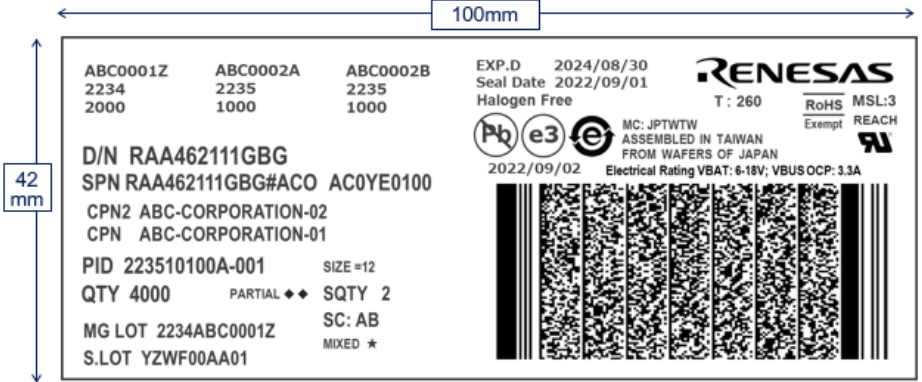 100mm
42
mm
ABC0001Z ABC0002A ABC0002B
2234 2235 2235
2000 1000 1000
D/N RAA462111GBG
SPN RAA462111GBG#ACO AC0YE0100
CPN2 ABC-CORPORATION-02
CPN ABC-CORPORATION-01
PID 223510100A-001 SIZE =12
QTY 4000 PARTIAL ◆◆ SQTY 2
SC: AB
MG LOT 2234ABC0001Z
MIXED ★
S.LOT YZWF00AA01
EXP.D 2024/08/30
Seal Date 2022/09/01
Halogen Free
RENESAS
T : 260 RoHS MSL:3
Exempt REACH
Pb e3 e
MC: JPTWTW
ASSEMBLED IN TAIWAN
FROM WAFERS OF JAPAN
2022/09/02 Electrical Rating VBAT: 6-18V; VBUS OCP: 3.3A